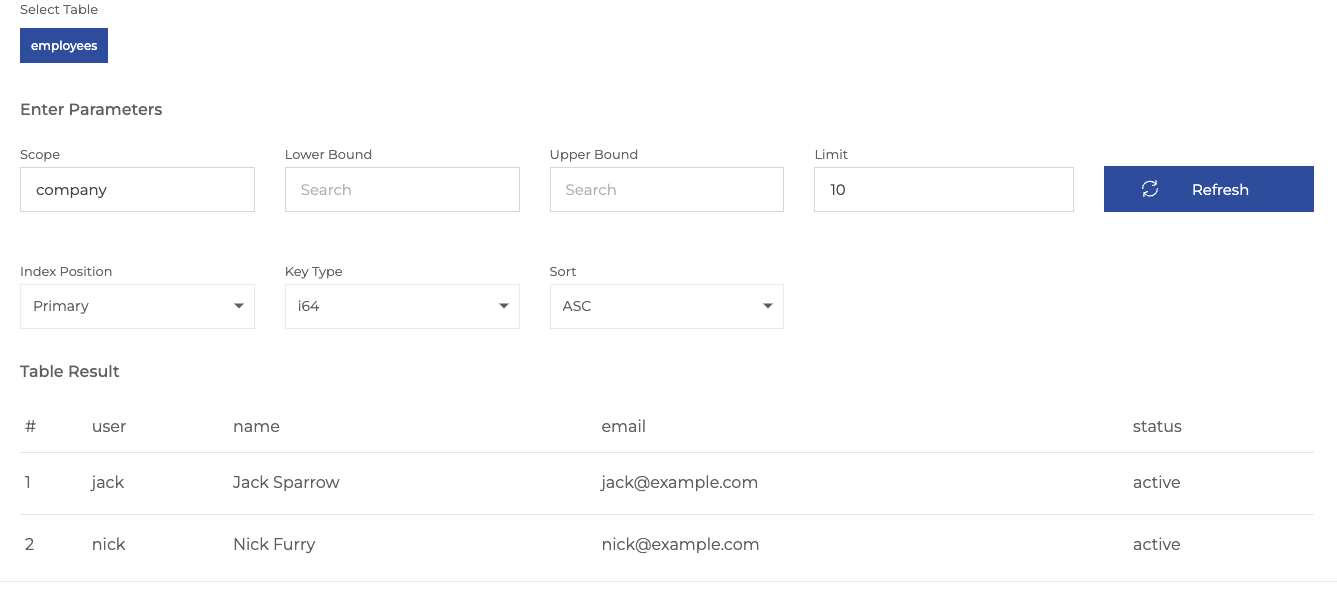 Select Table
employees
Enter Parameters
Scope Lower Bound Upper Bound Limit
company Search Search 10 Refresh
Index Position Key Type Sort
Primary i64 ASC
Table Result
# user name email status
1 jack Jack Sparrow jack@example.com active
2 nick Nick Furry nick@example.com active